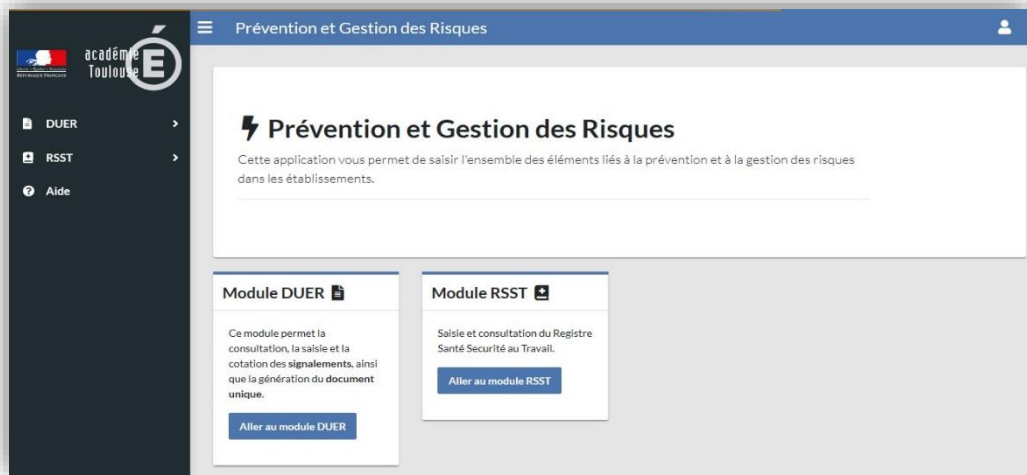 académie
Toulouse
RÉPUBLIQUE FRANÇAISE
DUER
RSST
Aide
Prévention et Gestion des Risques
Prévention et Gestion des Risques
Cette application vous permet de saisir l'ensemble des éléments liés à la prévention et à la gestion des risques
dans les établissements.
Module DUER
Ce module permet la
consultation, la saisie et la
cotation des signalements, ainsi
que la génération du document
unique.
Aller au module DUER
Module RSST
Saisie et consultation du Registre
Santé Securité au Travail.
Aller au module RSST